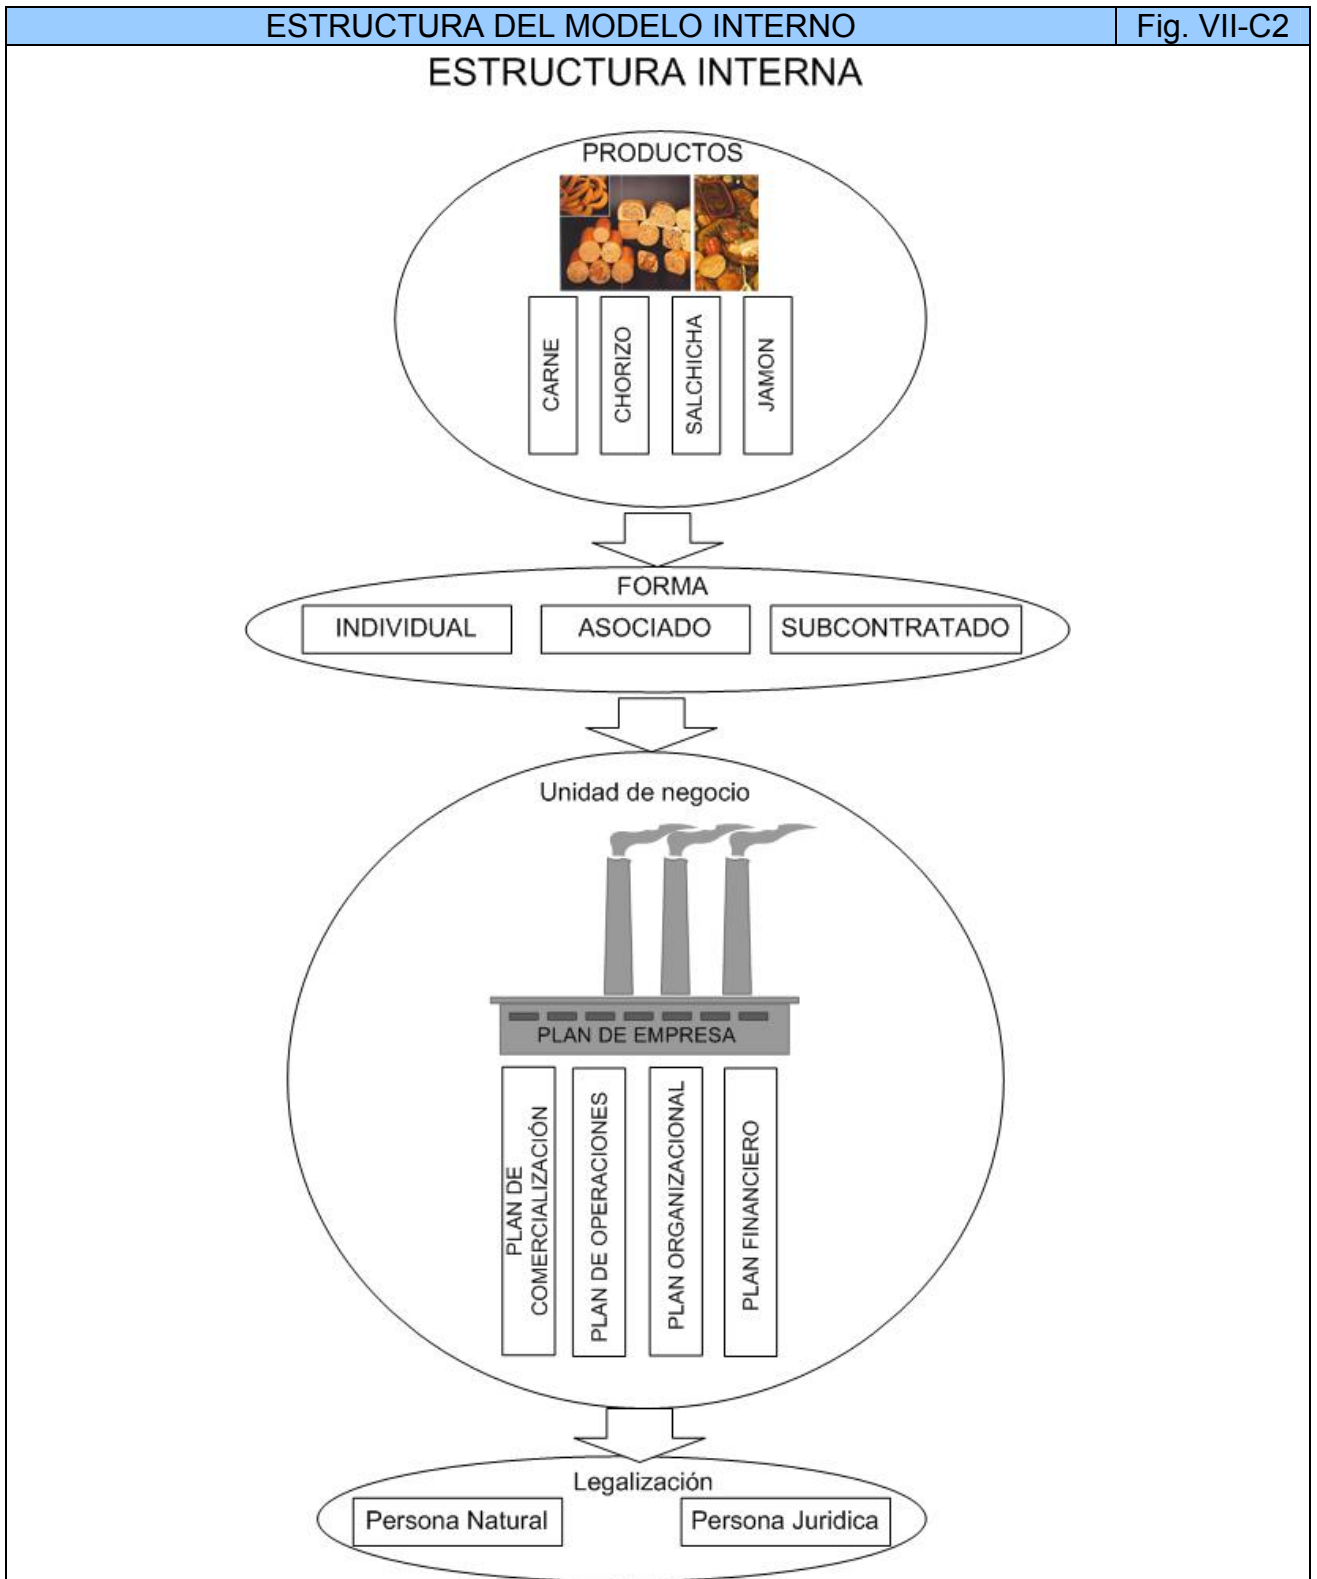 ESTRUCTURA DEL MODELO INTERNO
Fig. VII-C2
ESTRUCTURA INTERNA
PRODUCTOS
CARNE
CHORIZO
SALCHICHA
JAMON
FORMA
INDIVIDUAL
ASOCIADO
SUBCONTRATADO
Unidad de negocio
PLAN DE EMPRESA
PLAN DE
COMERCIALIZACIÓN
PLAN DE OPERACIONES
PLAN ORGANIZACIONAL
PLAN FINANCIERO
Legalización
Persona Natural
Persona Juridica